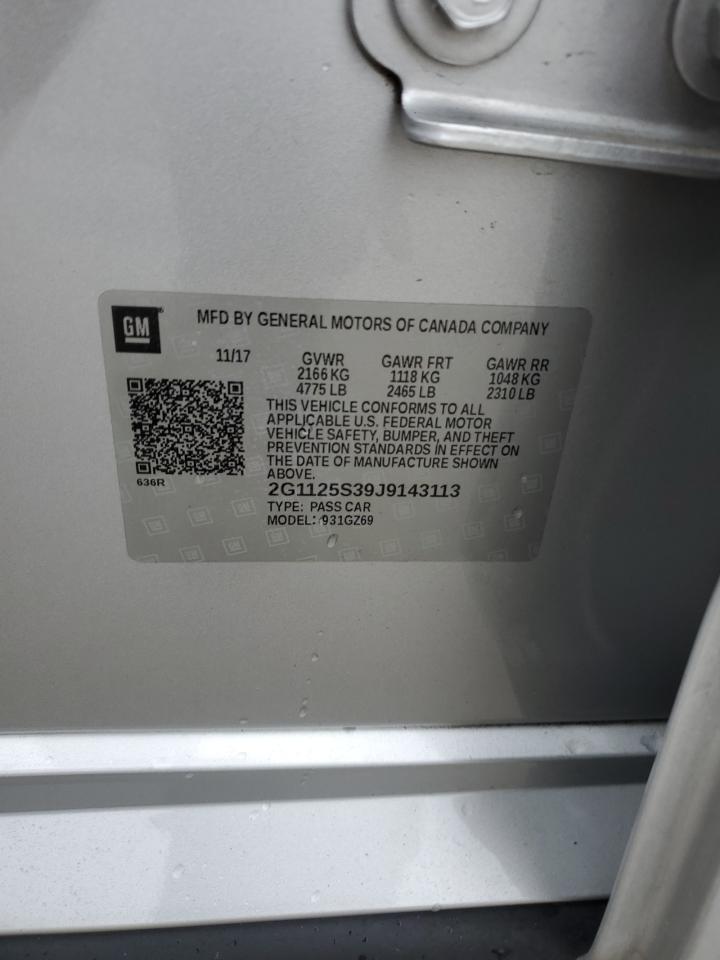 GM
MFD BY GENERAL MOTORS OF CANADA COMPANY
11/17 GVWR GAWR FRT GAWR RR
2166 KG 1118 KG 1048 KG
4775 LB 2465 LB 2310 LB
THIS VEHICLE CONFORMS TO ALL
APPLICABLE U.S. FEDERAL MOTOR
VEHICLE SAFETY, BUMPER, AND THEFT
PREVENTION STANDARDS IN EFFECT ON
THE DATE OF MANUFACTURE SHOWN
ABOVE.
636R
2G1125S39J9143113
TYPE: PASS CAR
MODEL: 931GZ69